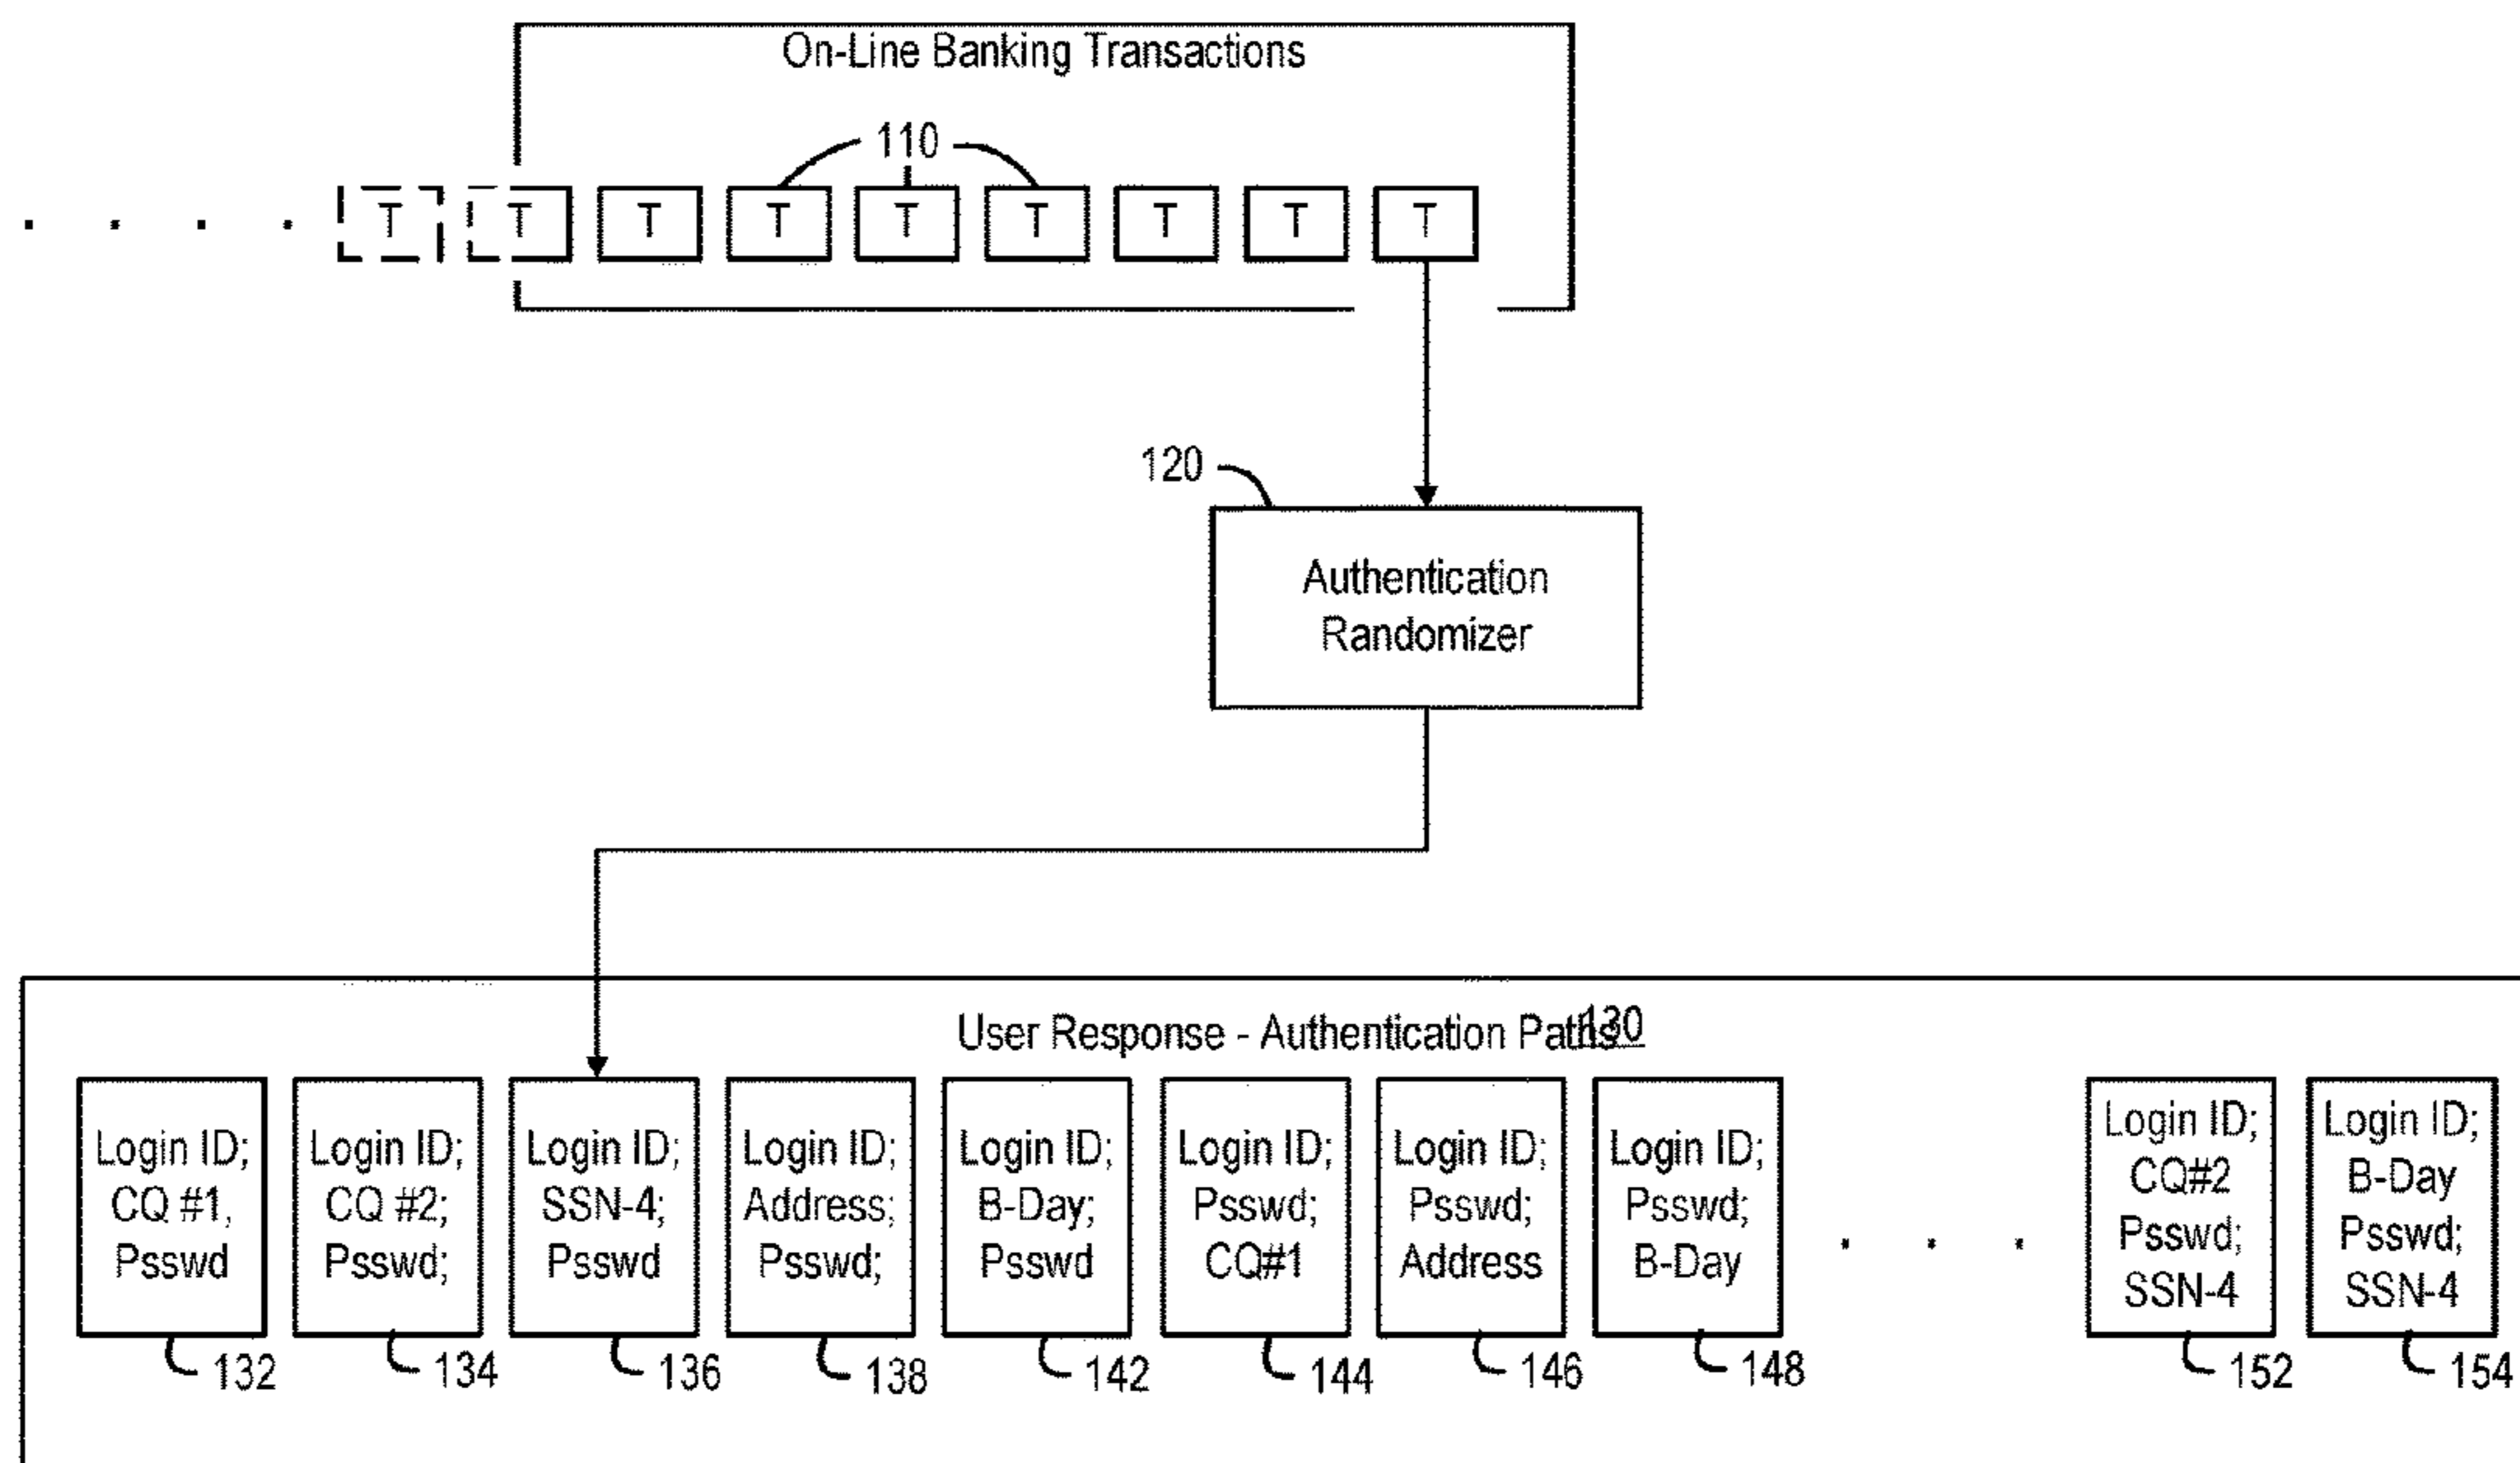 On-Line Banking Transactions
110
T T T T T T T T T
120
Authentication
Randomizer
User Response - Authentication Paths 130
Login ID;
CQ #1,
Psswd
132
Login ID;
CQ #2;
Psswd;
134
Login ID;
SSN-4;
Psswd
136
Login ID;
Address;
Psswd;
138
Login ID;
B-Day;
Psswd
142
Login ID;
Psswd;
CQ#1
144
Login ID;
Psswd;
Address
146
Login ID;
Psswd;
B-Day
148
Login ID;
CQ#2
Psswd;
SSN-4
152
Login ID;
B-Day
Psswd;
SSN-4
154